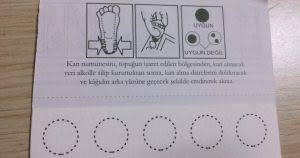 UYGUN
UYGUN DEĞİL
Kan numunesini, topuğun işaret edilen bölgesinden, kan alınacak
yeri alkolle silip kuruttuktan sonra, kan alma dairelerini dolduracak
ve kâğıdın arka yüzüne geçecek şekilde emdirerek alınız.